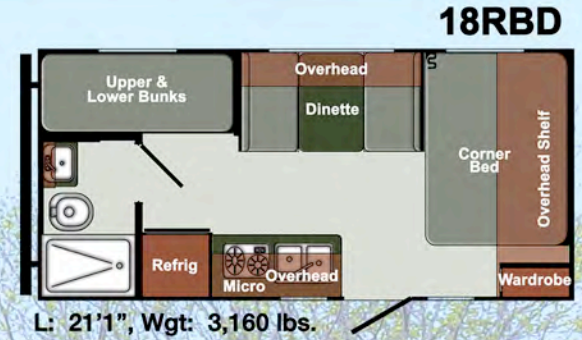 18RBD
Upper &
Lower Bunks
Overhead
Dinette
Corner
Bed
Overhead Shelf
Refrig
Micro
Overhead
Wardrobe
L: 21'1", Wgt: 3,160 lbs.